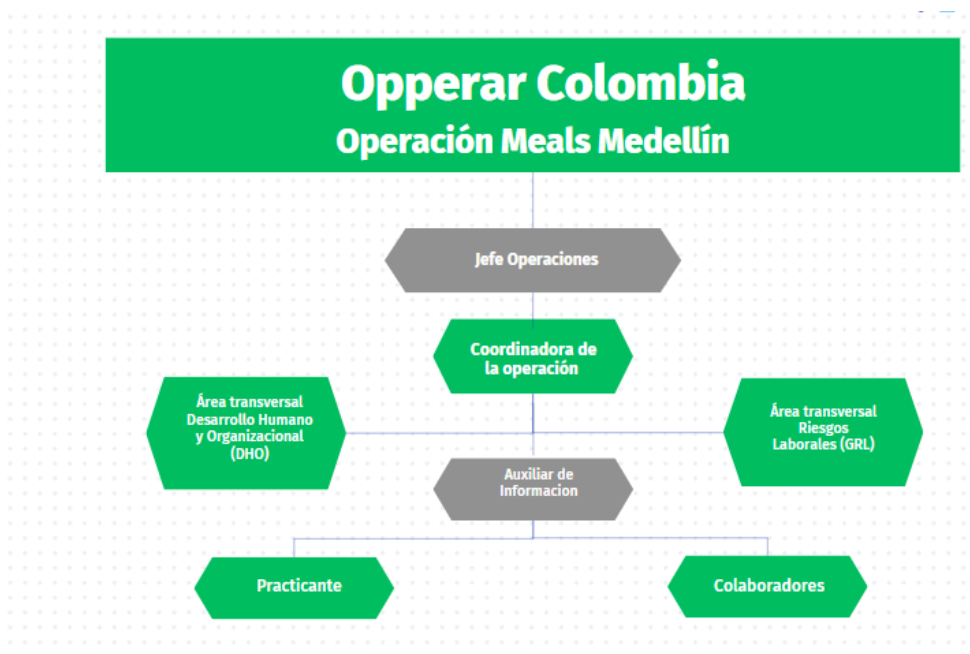 Opperar Colombia
Operación Meals Medellín
Jefe Operaciones
Coordinadora de
la operación
Área transversal
Desarrollo Humano
y Organizacional
(DHO)
Área transversal
Riesgos
Laborales (GRL)
Auxiliar de
Informacion
Practicante
Colaboradores